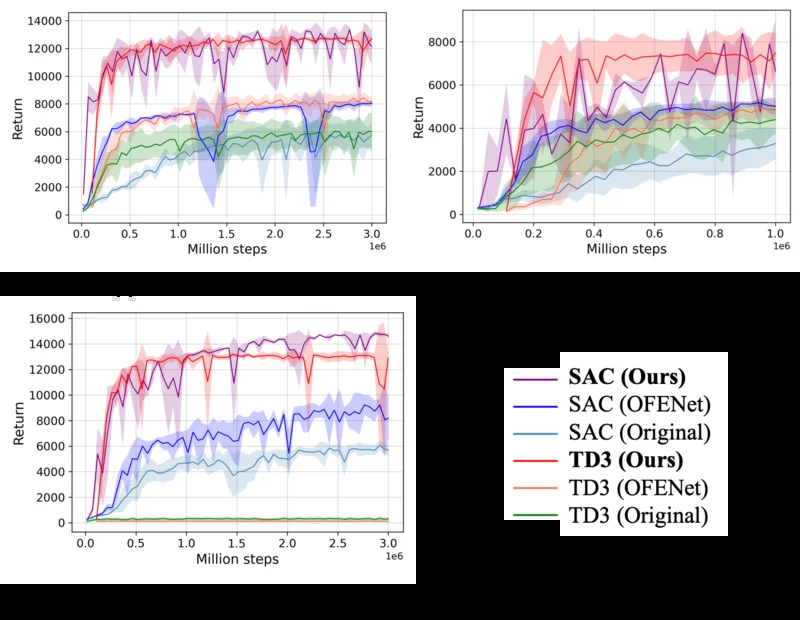 14000
12000
10000
8000
6000
4000
2000
0
Return
0.0 0.5 1.0 1.5 2.0 2.5 3.0
1e6
Million steps
8000
6000
4000
2000
0
Return
0.0 0.2 0.4 0.6 0.8 1.0
1e6
Million steps
16000
14000
12000
10000
8000
6000
4000
2000
0
Return
0.0 0.5 1.0 1.5 2.0 2.5 3.0
1e6
Million steps
SAC (Ours)
SAC (OFENet)
SAC (Original)
TD3 (Ours)
TD3 (OFENet)
TD3 (Original)